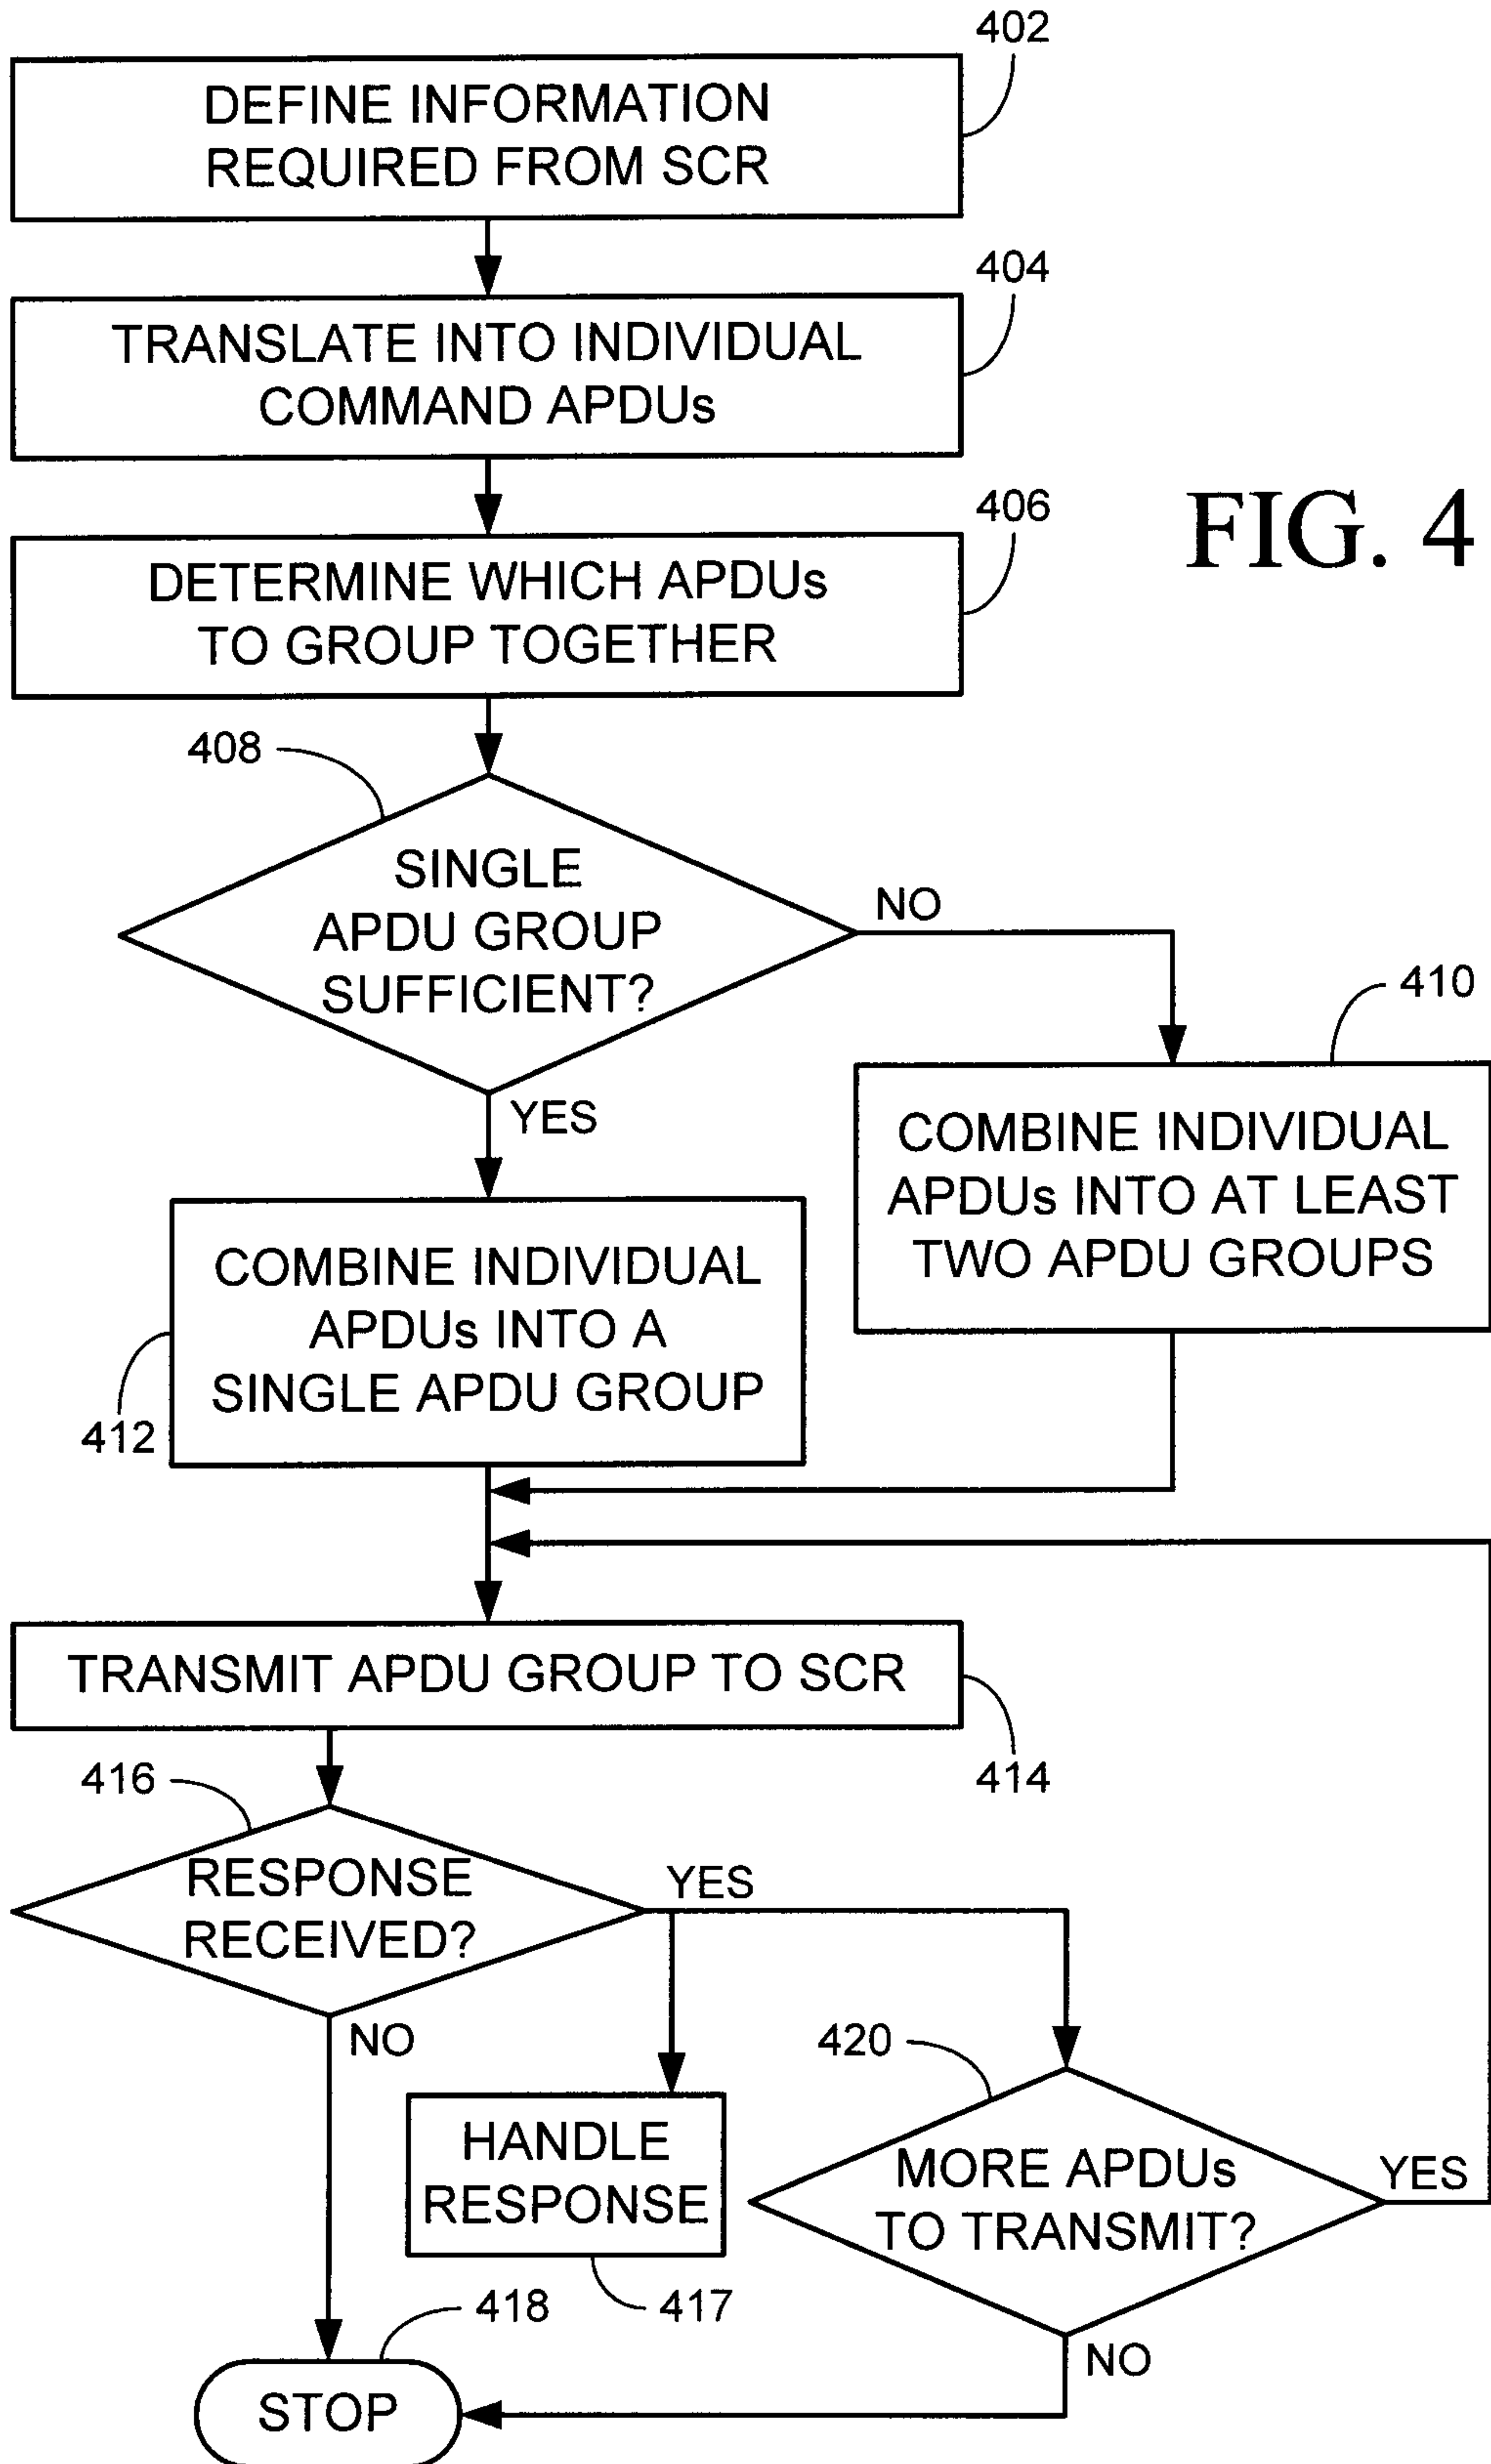 402
DEFINE INFORMATION
REQUIRED FROM SCR
404
TRANSLATE INTO INDIVIDUAL
COMMAND APDUs
406
DETERMINE WHICH APDUs
TO GROUP TOGETHER
FIG. 4
408
SINGLE
APDU GROUP
SUFFICIENT?
NO
YES
410
COMBINE INDIVIDUAL
APDUs INTO AT LEAST
TWO APDU GROUPS
COMBINE INDIVIDUAL
APDUs INTO A
SINGLE APDU GROUP
412
TRANSMIT APDU GROUP TO SCR
414
416
RESPONSE
RECEIVED?
YES
NO
HANDLE
RESPONSE
417
420
MORE APDUs
TO TRANSMIT?
YES
NO
418
STOP